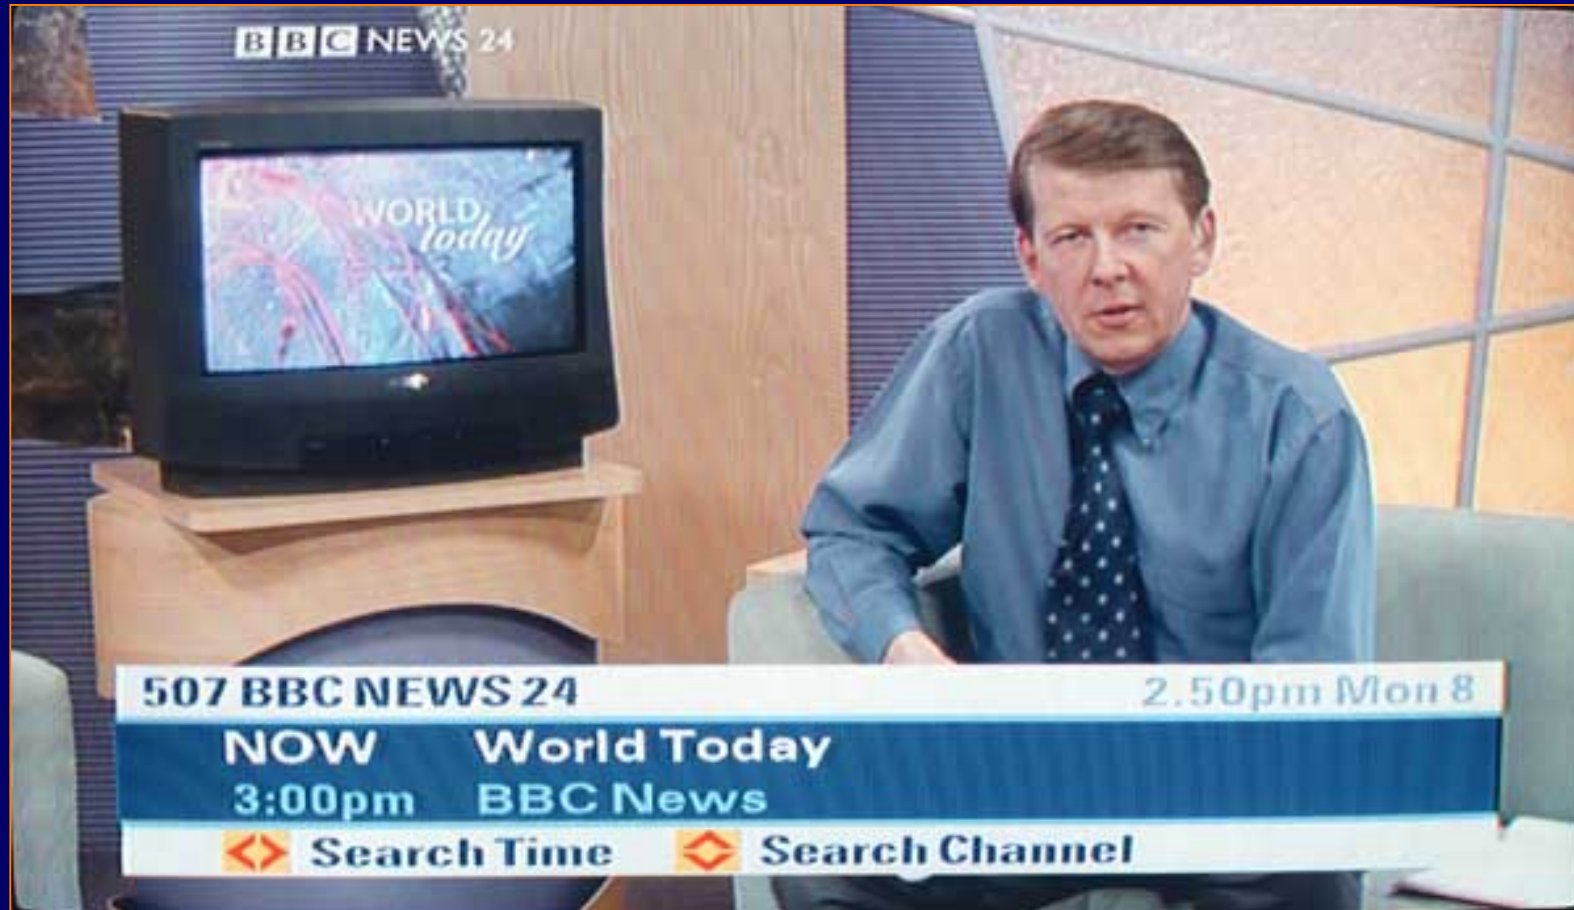 BBC NEWS 24
WORLD
today
507 BBC NEWS 24 2.50pm Mon 8
NOW World Today
3:00pm BBC News
Search Time Search Channel